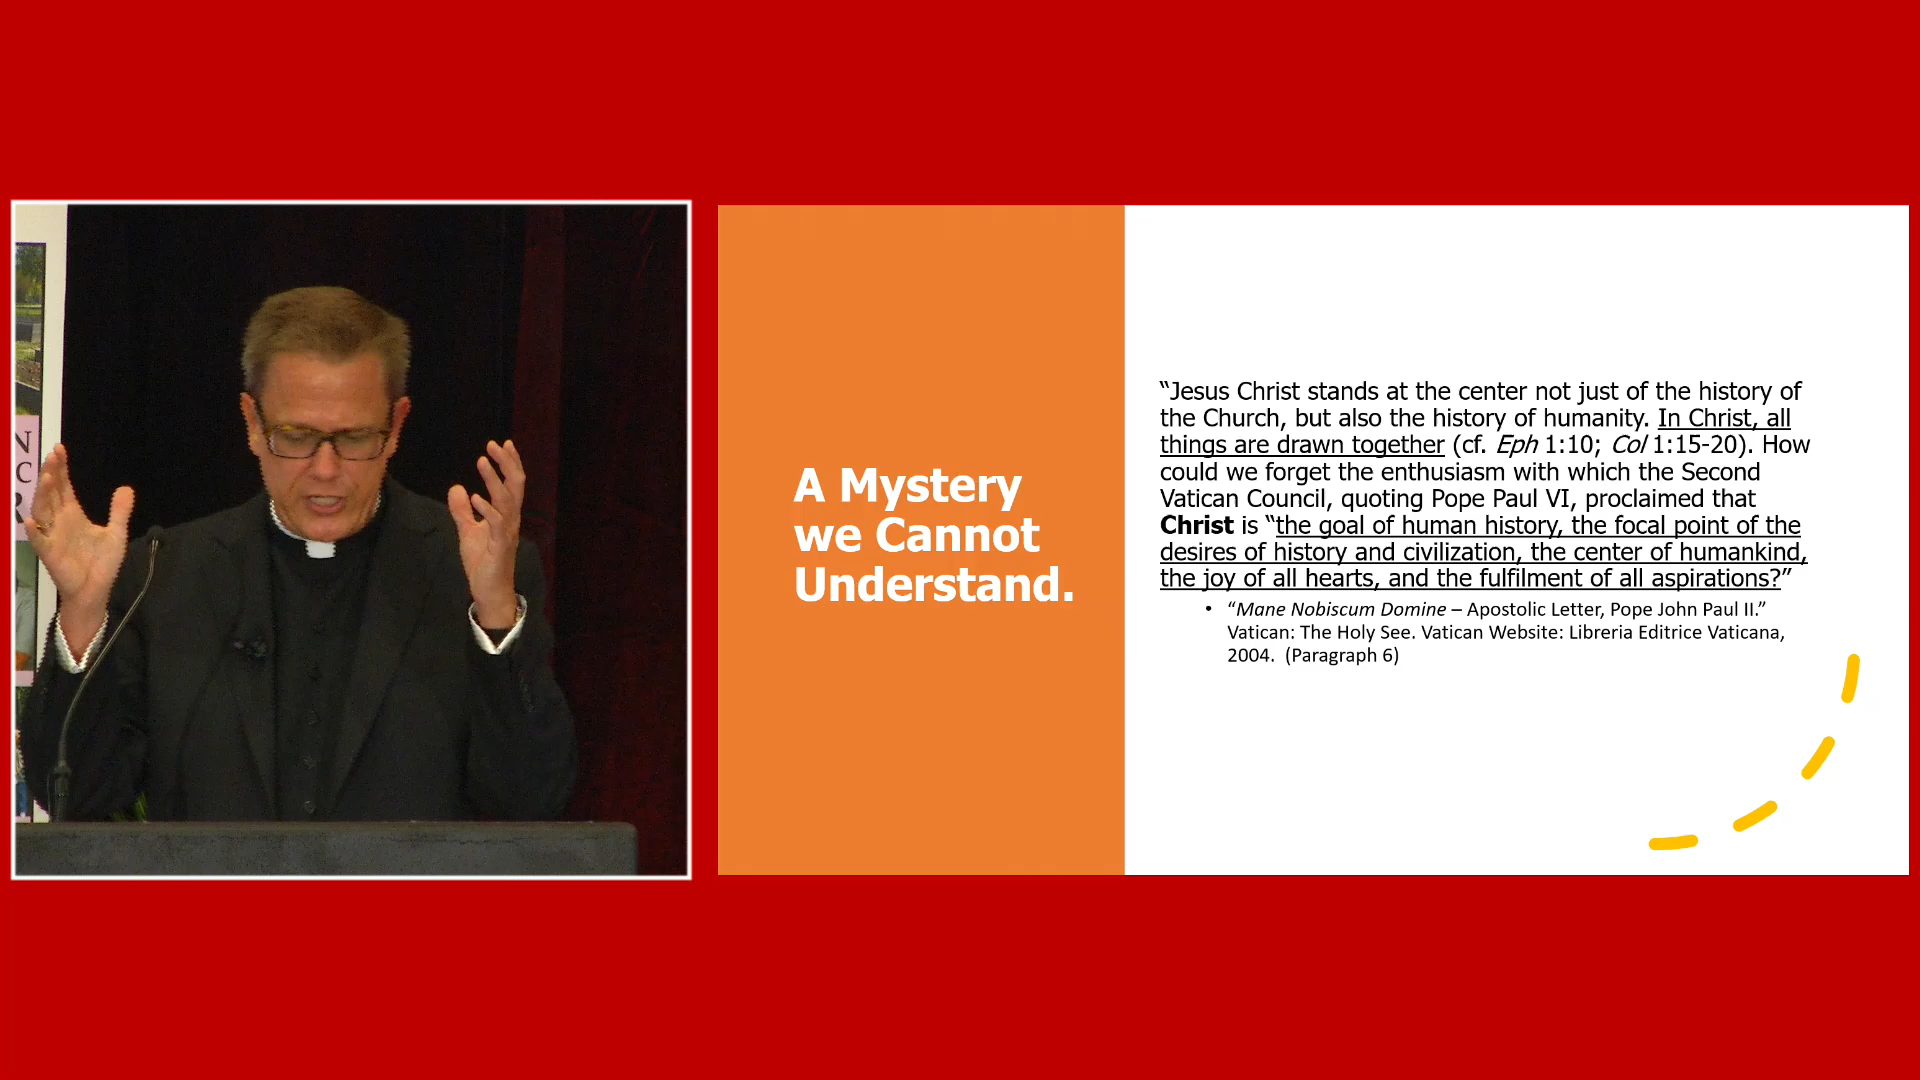 N
C
R
A Mystery
we Cannot
Understand.
“Jesus Christ stands at the center not just of the history of
the Church, but also the history of humanity. In Christ, all
things are drawn together (cf. Eph 1:10; Col 1:15-20). How
could we forget the enthusiasm with which the Second
Vatican Council, quoting Pope Paul VI, proclaimed that
Christ is “the goal of human history, the focal point of the
desires of history and civilization, the center of humankind,
the joy of all hearts, and the fulfilment of all aspirations?”
• “Mane Nobiscum Domine – Apostolic Letter, Pope John Paul II.”
Vatican: The Holy See. Vatican Website: Libreria Editrice Vaticana,
2004. (Paragraph 6)